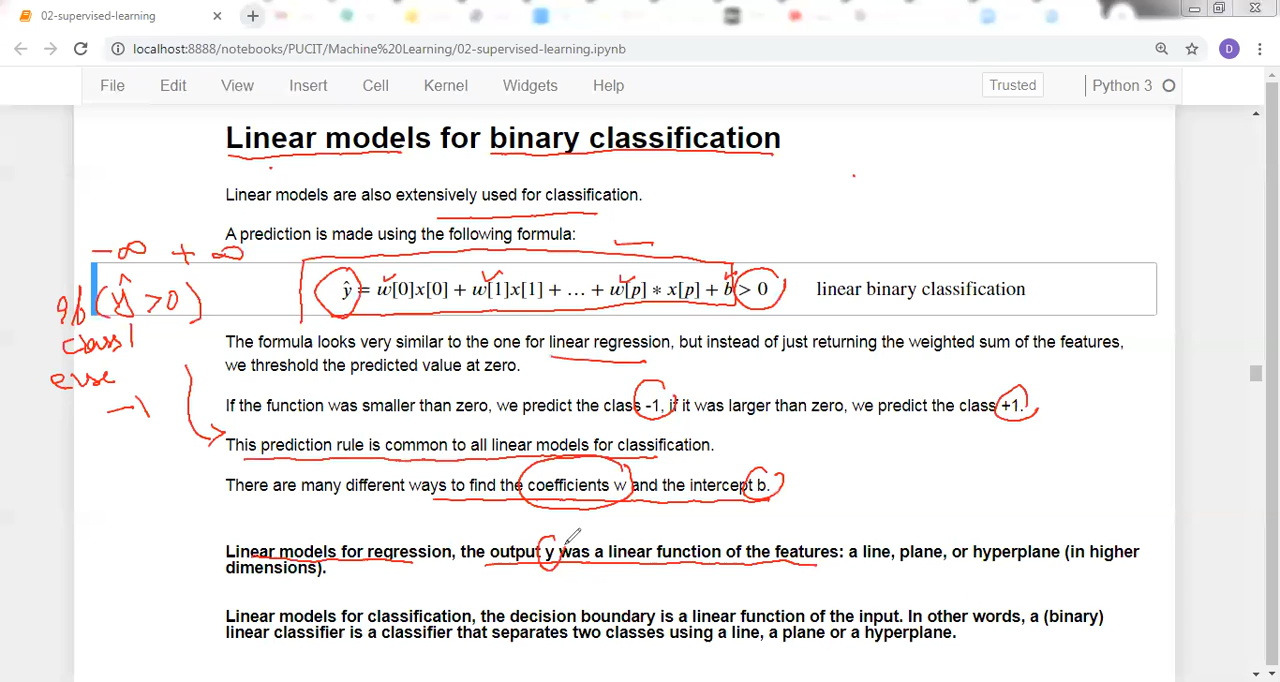 02-supervised-learning
localhost:8888/notebooks/PUCIT/Machine%20Learning/02-supervised-learning.ipynb
D
File Edit View Insert Cell Kernel Widgets Help Trusted Python 3
Linear models for binary classification
Linear models are also extensively used for classification.
A prediction is made using the following formula:
−∞ +∞
ŷ = w[0]x[0] + w[1]x[1] + … + w[p] ∗ x[p] + b > 0 linear binary classification
(ŷ >0)
class 1
else
−1
The formula looks very similar to the one for linear regression, but instead of just returning the weighted sum of the features,
we threshold the predicted value at zero.
If the function was smaller than zero, we predict the class -1, if it was larger than zero, we predict the class +1.
This prediction rule is common to all linear models for classification.
There are many different ways to find the coefficients w and the intercept b.
Linear models for regression, the output y was a linear function of the features: a line, plane, or hyperplane (in higher
dimensions).
Linear models for classification, the decision boundary is a linear function of the input. In other words, a (binary)
linear classifier is a classifier that separates two classes using a line, a plane or a hyperplane.